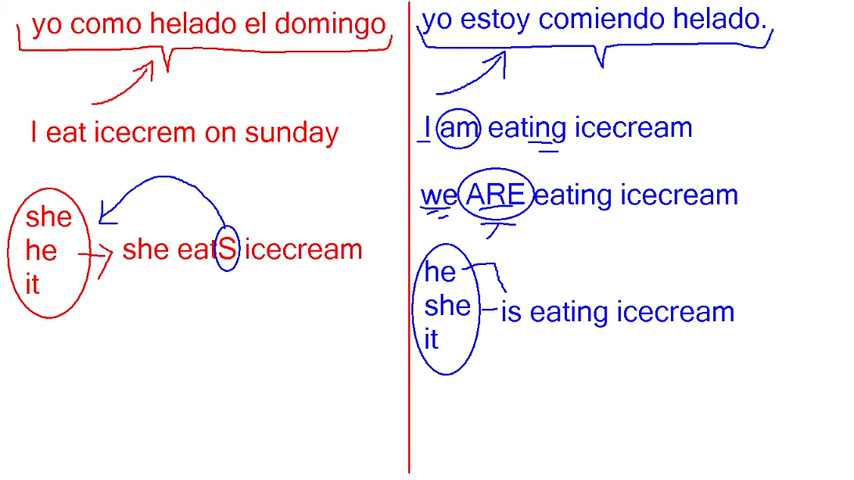 yo como helado el domingo
I eat icecrem on sunday
she
he
it
she eatS icecream
yo estoy comiendo helado.
I am eating icecream
we ARE eating icecream
he
she
it
is eating icecream